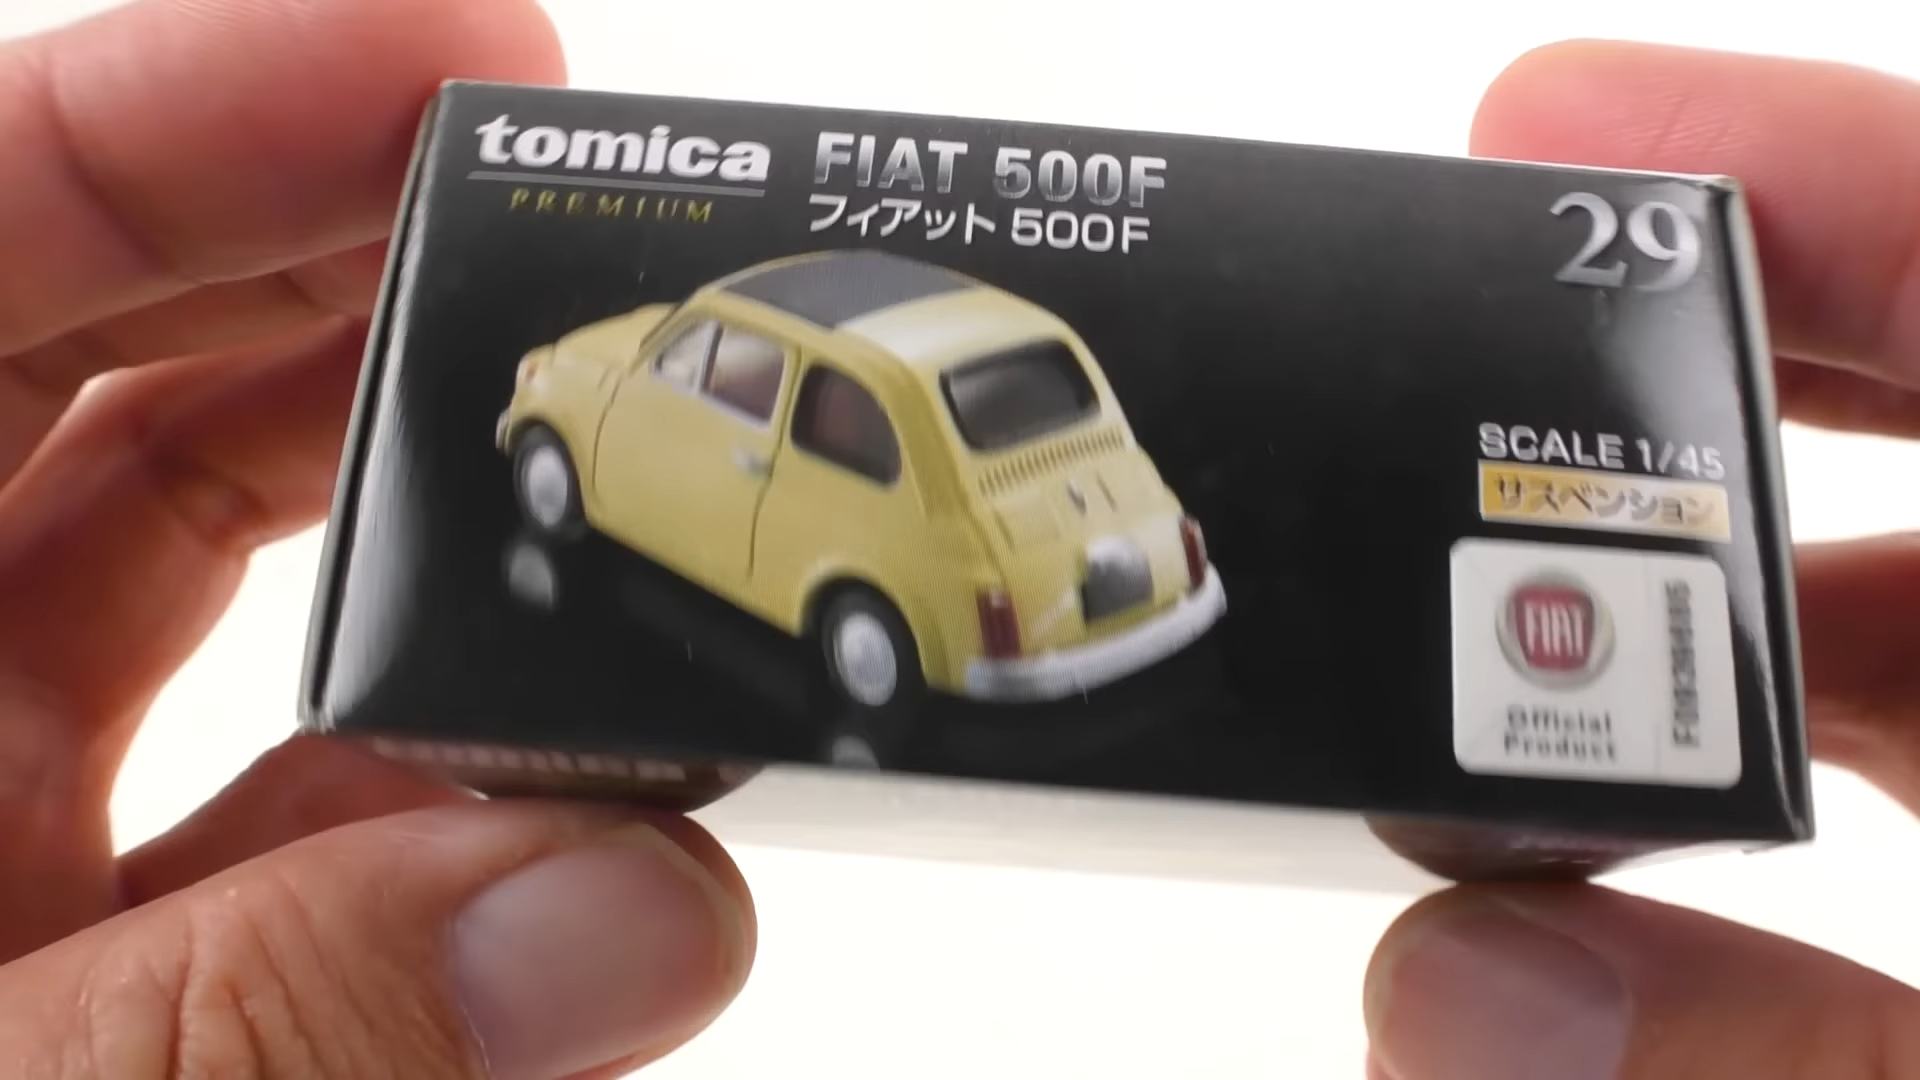 tomica
PREMIUM
FIAT 500F
フィアット 500F
29
SCALE 1/45
サスペンション
FIAT
Official
Product